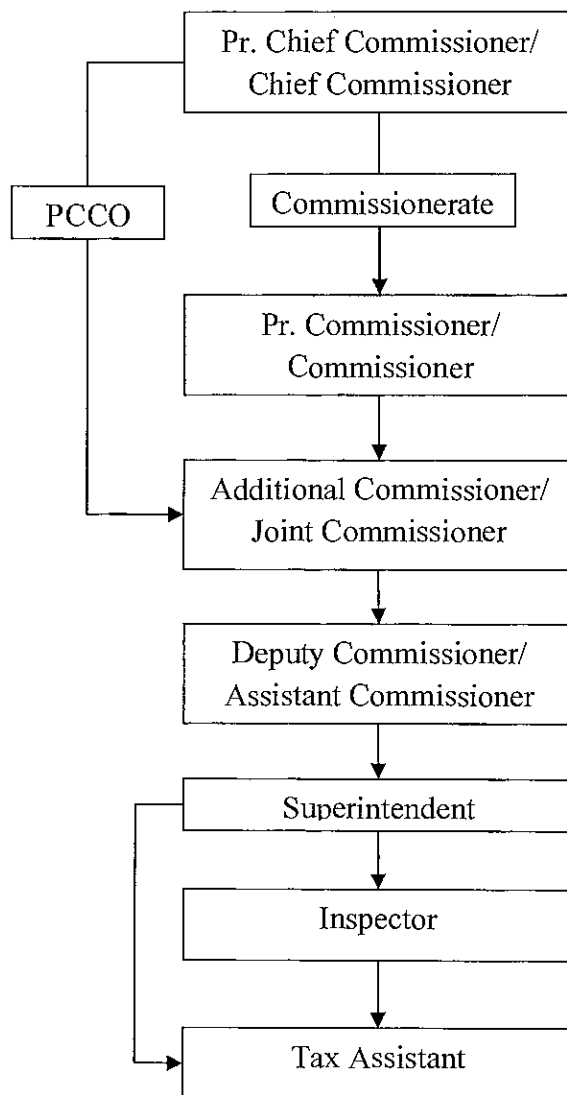 Pr. Chief Commissioner/
Chief Commissioner
PCCO
Commissionerate
Pr. Commissioner/
Commissioner
Additional Commissioner/
Joint Commissioner
Deputy Commissioner/
Assistant Commissioner
Superintendent
Inspector
Tax Assistant